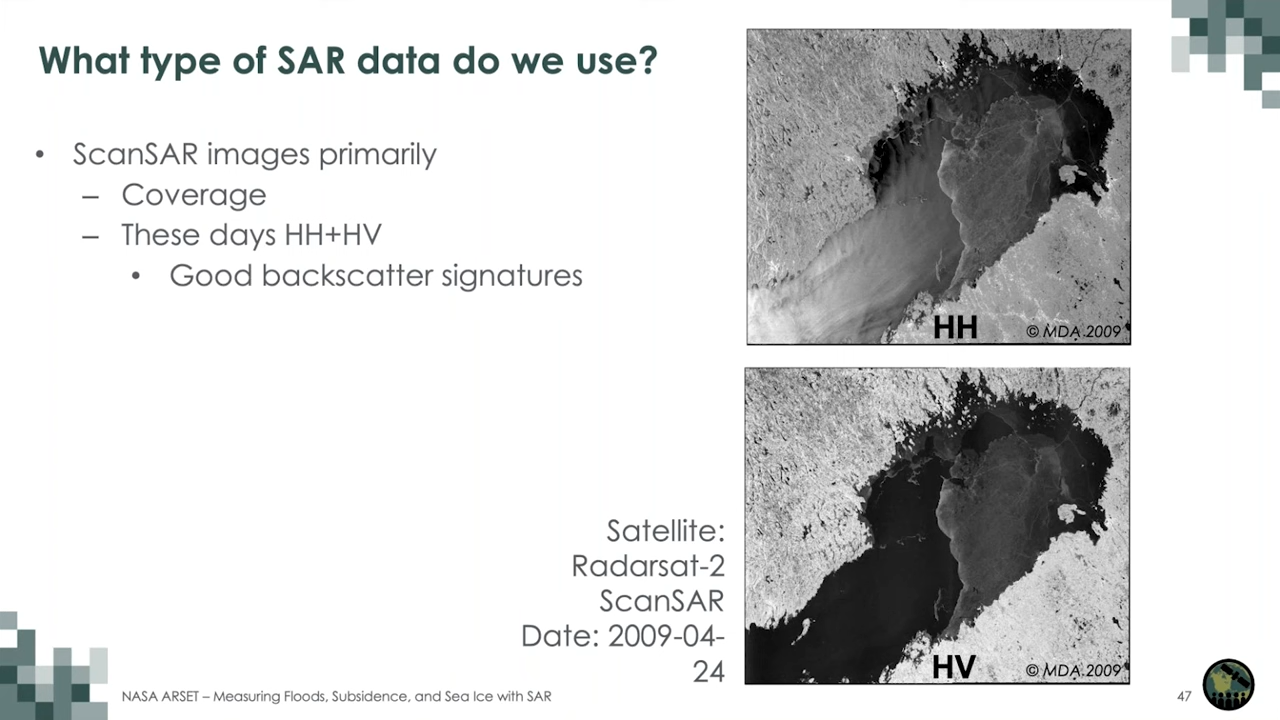 What type of SAR data do we use?
• ScanSAR images primarily
– Coverage
– These days HH+HV
• Good backscatter signatures
HH
© MDA 2009
Satellite:
Radarsat-2
ScanSAR
Date: 2009-04-
24
HV
© MDA 2009
NASA ARSET – Measuring Floods, Subsidence, and Sea Ice with SAR
47